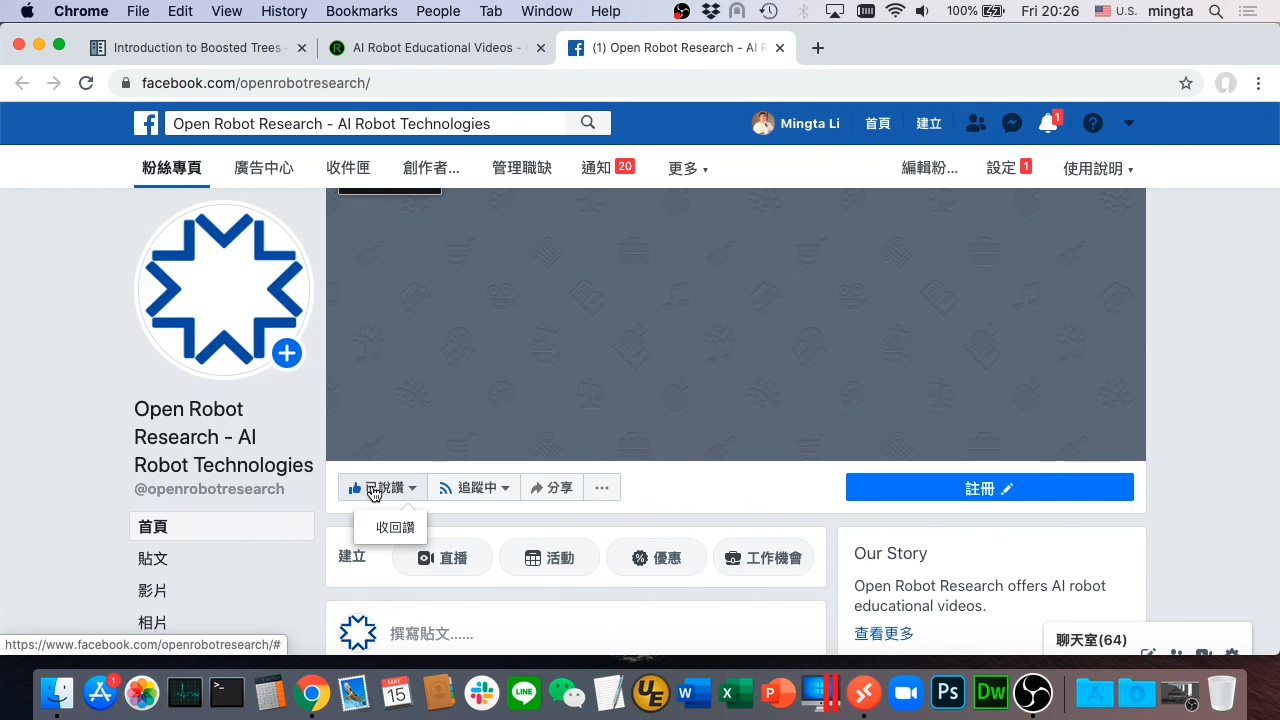 Chrome File Edit View History Bookmarks People Tab Window Help 100% Fri 20:26 U.S. mingta
Introduction to Boosted Trees - AI Robot Educational Videos - (1) Open Robot Research - AI R
facebook.com/openrobotresearch/
Open Robot Research - AI Robot Technologies Mingta Li 首頁 建立 1
粉絲專頁 廣告中心 收件匣 創作者... 管理職缺 通知 20 更多 編輯粉... 設定 1 使用說明
Open Robot
Research - AI
Robot Technologies
@openrobotresearch
首頁
貼文
影片
相片
已說讚 追蹤中 分享 ... 註冊
收回讚
建立 直播 活動 優惠 工作機會
撰寫貼文......
Our Story
Open Robot Research offers AI robot
educational videos.
查看更多
聊天室(64)
https://www.facebook.com/openrobotresearch/#
1 MAY 15 LINE UE W X P Ps Dw